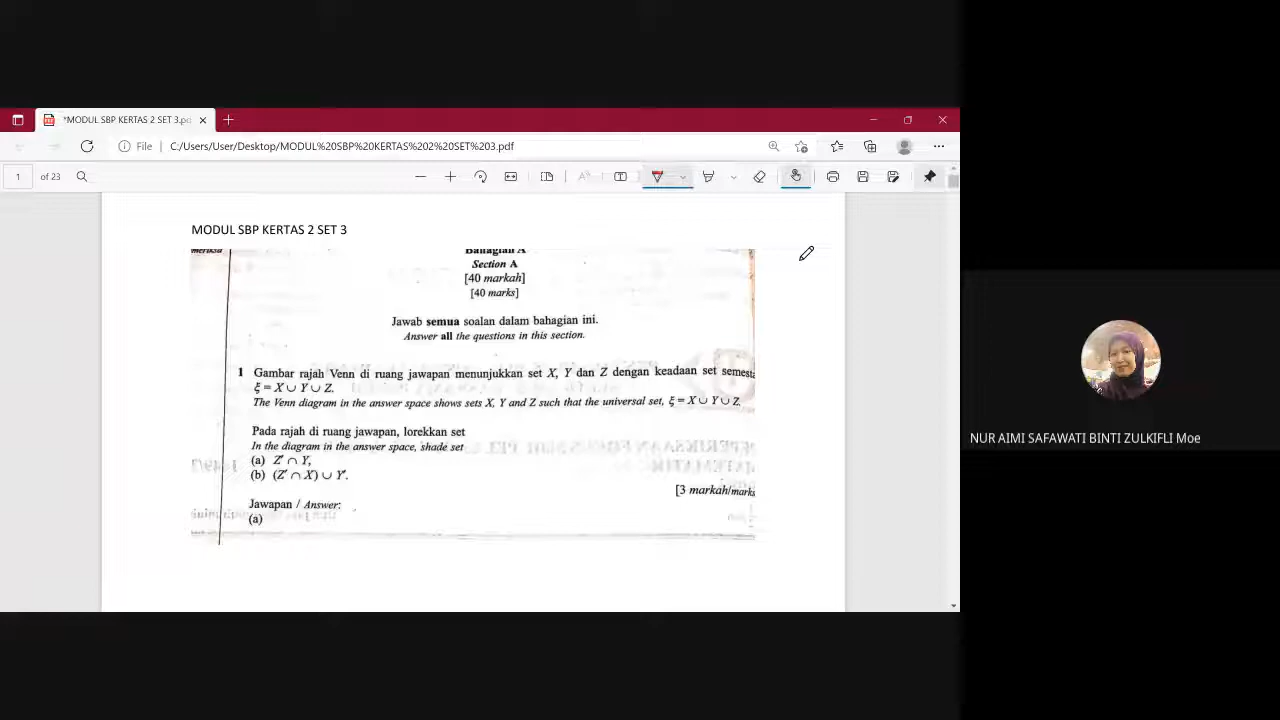 *MODUL SBP KERTAS 2 SET 3.pd
File
C:/Users/User/Desktop/MODUL%20SBP%20KERTAS%202%20SET%203.pdf
1 of 23
MODUL SBP KERTAS 2 SET 3
Bahagian A
Section A
[40 markah]
[40 marks]
Jawab semua soalan dalam bahagian ini.
Answer all the questions in this section.
1 Gambar rajah Venn di ruang jawapan menunjukkan set X, Y dan Z dengan keadaan set semesta
ξ = X ∪ Y ∪ Z.
The Venn diagram in the answer space shows sets X, Y and Z such that the universal set, ξ = X ∪ Y ∪ Z.
Pada rajah di ruang jawapan, lorekkan set
In the diagram in the answer space, shade set
(a) Z' ∩ Y,
(b) (Z' ∩ X) ∪ Y'.
[3 markah/marks
Jawapan / Answer:
(a)
NUR AIMI SAFAWATI BINTI ZULKIFLI Moe